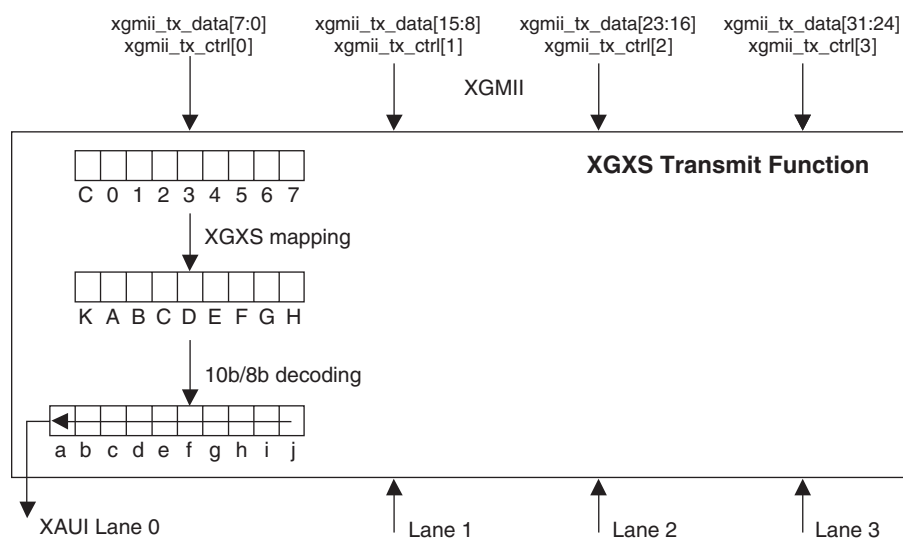 xgmii_tx_data[7:0] xgmii_tx_data[15:8] xgmii_tx_data[23:16] xgmii_tx_data[31:24]
xgmii_tx_ctrl[0] xgmii_tx_ctrl[1] xgmii_tx_ctrl[2] xgmii_tx_ctrl[3]
XGMII
XGXS Transmit Function
C 0 1 2 3 4 5 6 7
XGXS mapping
K A B C D E F G H
10b/8b decoding
a b c d e f g h i j
XAUI Lane 0 Lane 1 Lane 2 Lane 3